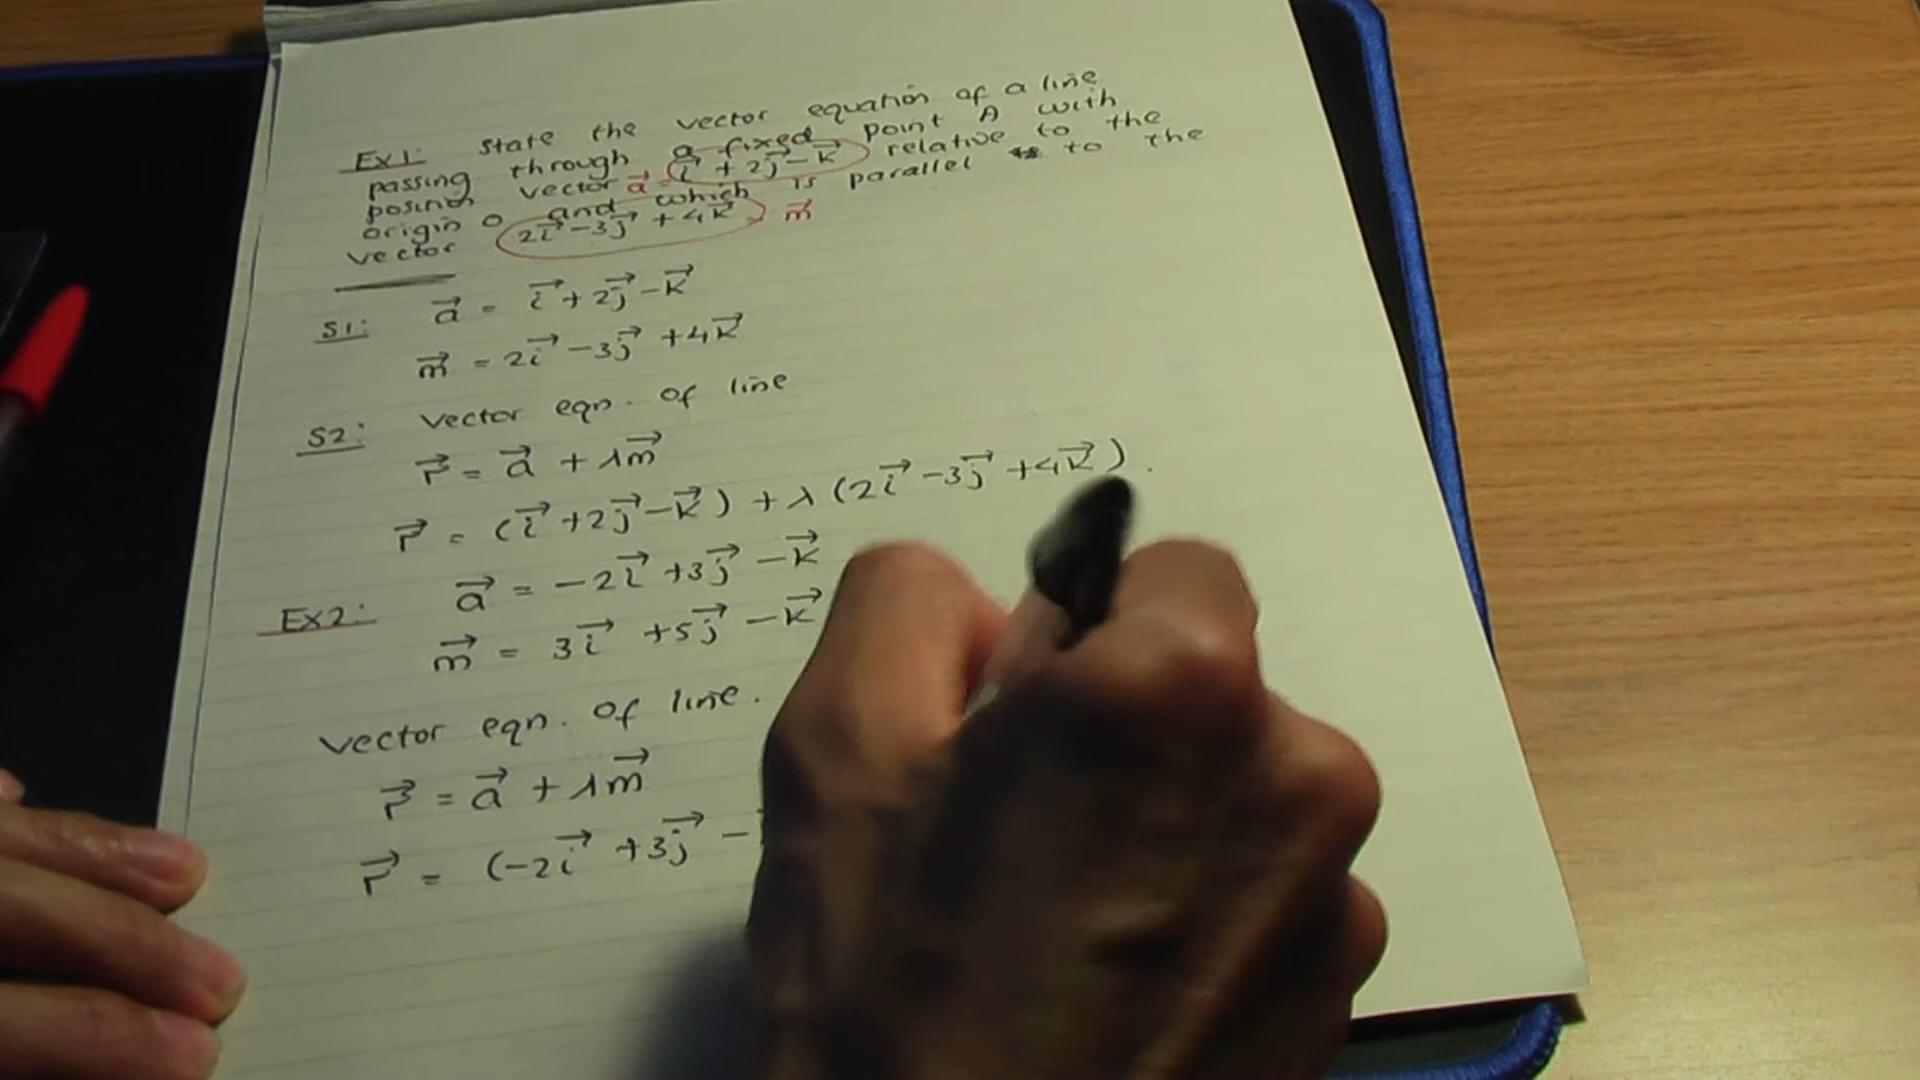 Ex1: State the vector equation of a line
passing through a fixed point A with
position vector a⃗ = i⃗ + 2j⃗ - k⃗ relative to the
origin O and which is parallel to the
vector 2i⃗ - 3j⃗ + 4k⃗ m⃗
S1: a⃗ = i⃗ + 2j⃗ - k⃗
m⃗ = 2i⃗ - 3j⃗ + 4k⃗
S2: Vector eqn. of line
r⃗ = a⃗ + λm⃗
r⃗ = (i⃗ + 2j⃗ - k⃗) + λ(2i⃗ - 3j⃗ + 4k⃗).
Ex2: a⃗ = -2i⃗ + 3j⃗ - k⃗
m⃗ = 3i⃗ + 5j⃗ - k⃗
vector eqn. of line.
r⃗ = a⃗ + λm⃗
r⃗ = (-2i⃗ + 3j⃗ -